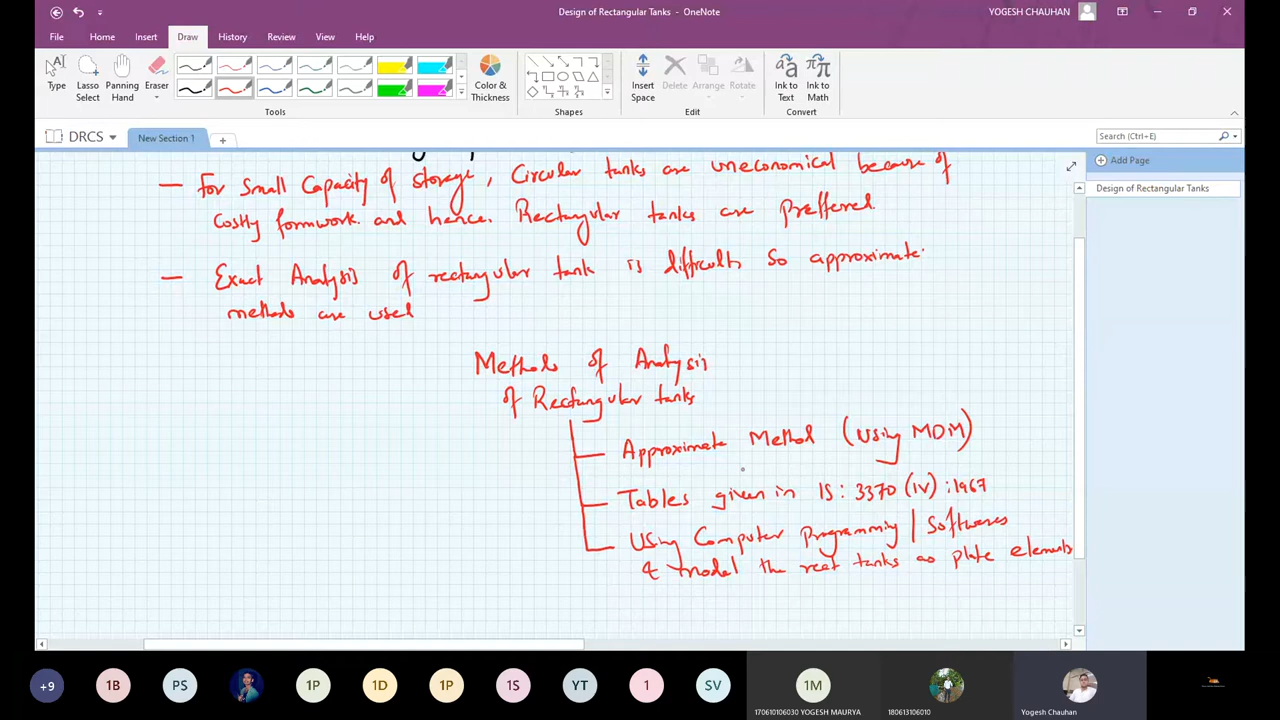 Design of Rectangular Tanks - OneNote
YOGESH CHAUHAN
File Home Insert Draw History Review View Help
Type
Lasso Select
Panning Hand
Eraser
Color & Thickness
Insert Space
Delete
Arrange
Rotate
Ink to Text
Ink to Math
Tools
Shapes
Edit
Convert
DRCS
New Section 1
Search (Ctrl+E)
Add Page
Design of Rectangular Tanks
— For Small Capacity of storage, Circular tanks are uneconomical because of
Costly formwork and hence. Rectangular tanks are preffered.
— Exact Analysis of rectangular tank is difficult so approximate
methods are used
Methods of Analysis
of Rectangular tanks
Approximate Method (Using MDM)
Tables given in IS: 3370 (IV):1967
Using Computer Programming / Softwares
& model the rect tanks as plate elements
+9
1B
PS
1P
1D
1P
1S
YT
1
SV
1M
170610106030 YOGESH MAURYA
180613106010
Yogesh Chauhan